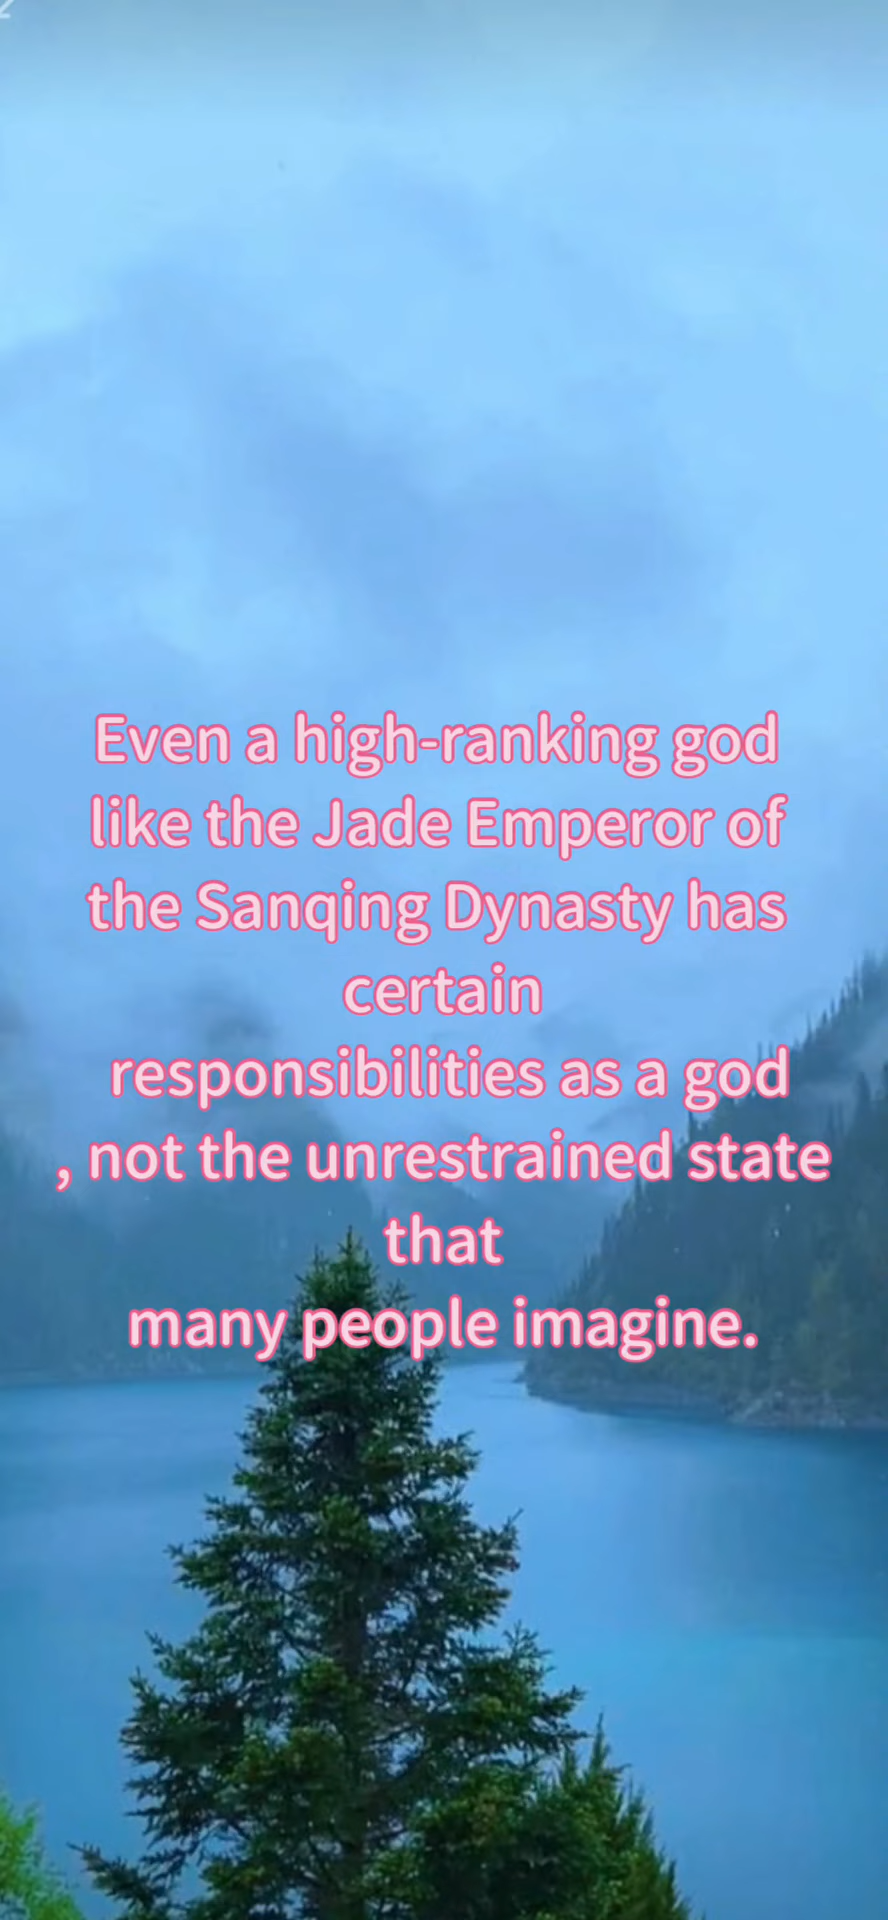 Even a high-ranking god
like the Jade Emperor of
the Sanqing Dynasty has
certain
responsibilities as a god
, not the unrestrained state
that
many people imagine.